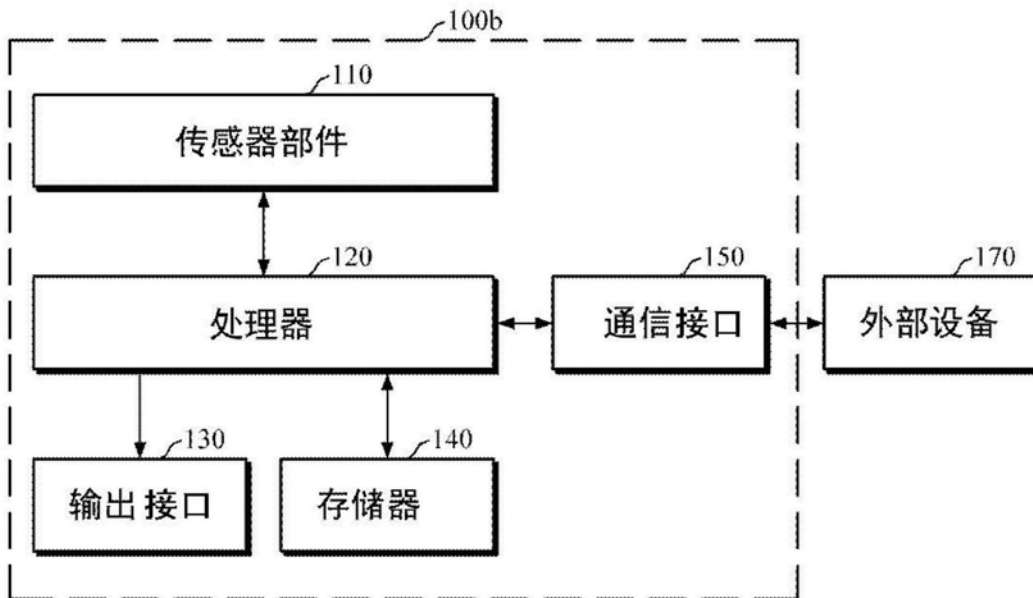 100b
110
传感器部件
120
处理器
150
通信接口
170
外部设备
130
输出接口
140
存储器